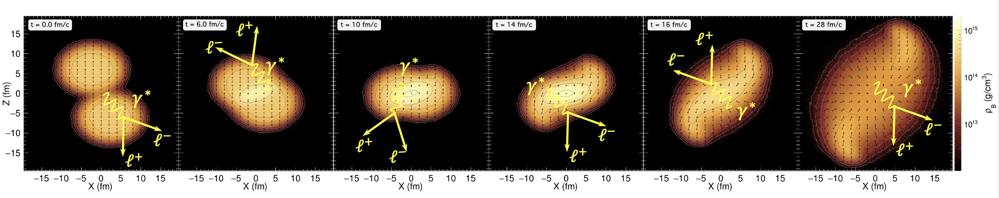 t = 0.0 fm/c
t = 6.0 fm/c
t = 10 fm/c
t = 14 fm/c
t = 16 fm/c
t = 28 fm/c
Z (fm)
15
10
5
0
−5
−10
−15
γ*
ℓ−
ℓ+
ℓ+
ℓ−
γ*
γ*
ℓ+
ℓ−
γ*
ℓ−
ℓ+
ℓ+
ℓ−
γ*
γ*
ℓ−
ℓ+
−15 −10 −5 0 5 10 15
X (fm)
−15 −10 −5 0 5 10 15
X (fm)
−15 −10 −5 0 5 10 15
X (fm)
−15 −10 −5 0 5 10 15
X (fm)
−15 −10 −5 0 5 10 15
X (fm)
−15 −10 −5 0 5 10 15
X (fm)
10¹⁵
10¹⁴
10¹³
ρB (g/cm³)